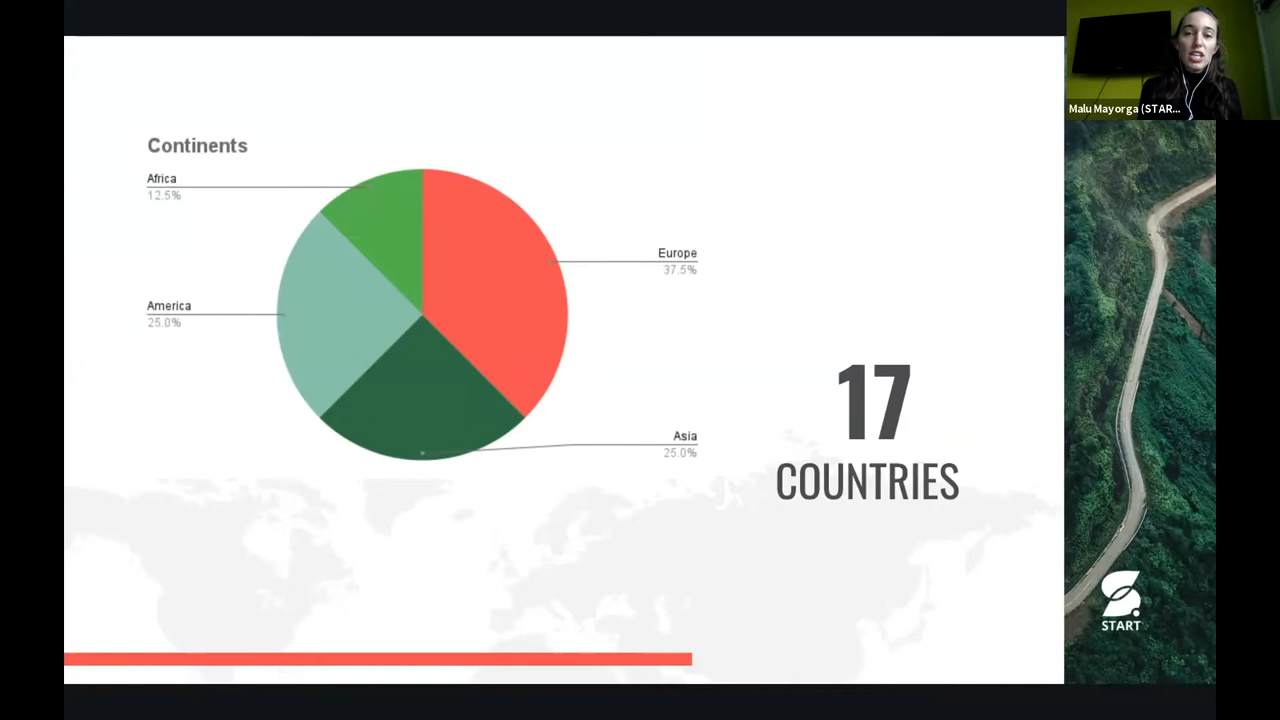 Malu Mayorga (STAR...
Continents
Africa
12.5%
Europe
37.5%
America
25.0%
Asia
25.0%
17
COUNTRIES
START